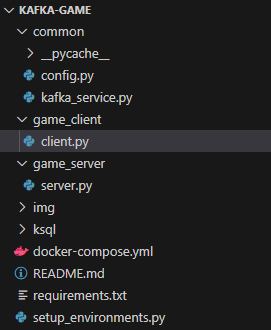 KAFKA-GAME
common
__pycache__
config.py
kafka_service.py
game_client
client.py
game_server
server.py
img
ksql
docker-compose.yml
README.md
requirements.txt
setup_environments.py